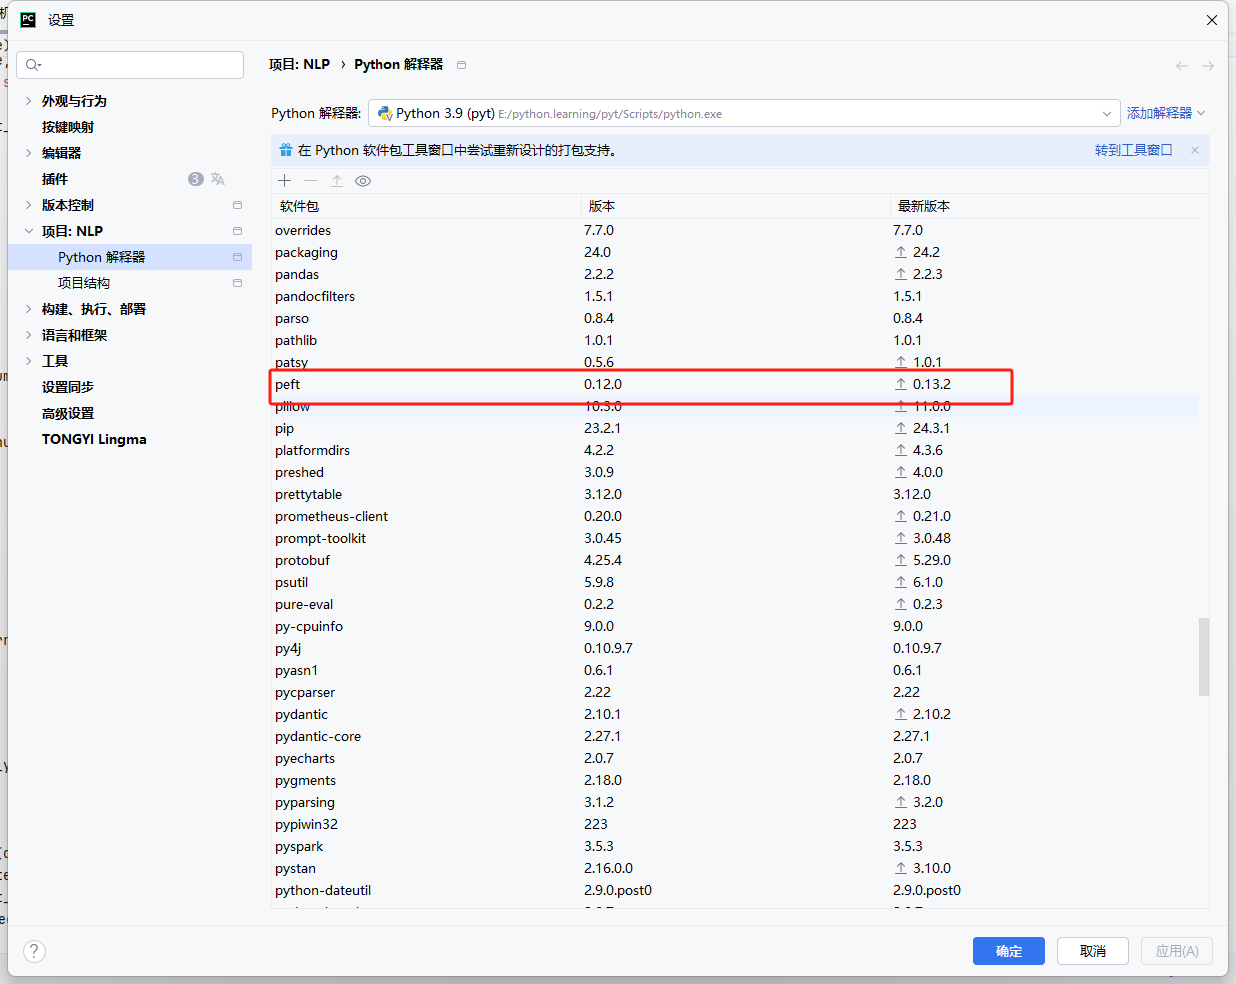 设置
项目: NLP › Python 解释器
Python 解释器: Python 3.9 (pyt) E:/python.learning/pyt/Scripts/python.exe 添加解释器
在 Python 软件包工具窗口中尝试重新设计的打包支持。 转到工具窗口
外观与行为
按键映射
编辑器
插件 3
版本控制
项目: NLP
Python 解释器
项目结构
构建、执行、部署
语言和框架
工具
设置同步
高级设置
TONGYI Lingma
软件包 版本 最新版本
overrides 7.7.0 7.7.0
packaging 24.0 24.2
pandas 2.2.2 2.2.3
pandocfilters 1.5.1 1.5.1
parso 0.8.4 0.8.4
pathlib 1.0.1 1.0.1
patsy 0.5.6 1.0.1
peft 0.12.0 0.13.2
pillow 10.3.0 11.0.0
pip 23.2.1 24.3.1
platformdirs 4.2.2 4.3.6
preshed 3.0.9 4.0.0
prettytable 3.12.0 3.12.0
prometheus-client 0.20.0 0.21.0
prompt-toolkit 3.0.45 3.0.48
protobuf 4.25.4 5.29.0
psutil 5.9.8 6.1.0
pure-eval 0.2.2 0.2.3
py-cpuinfo 9.0.0 9.0.0
py4j 0.10.9.7 0.10.9.7
pyasn1 0.6.1 0.6.1
pycparser 2.22 2.22
pydantic 2.10.1 2.10.2
pydantic-core 2.27.1 2.27.1
pyecharts 2.0.7 2.0.7
pygments 2.18.0 2.18.0
pyparsing 3.1.2 3.2.0
pypiwin32 223 223
pyspark 3.5.3 3.5.3
pystan 2.16.0.0 3.10.0
python-dateutil 2.9.0.post0 2.9.0.post0
? 确定 取消 应用(A)